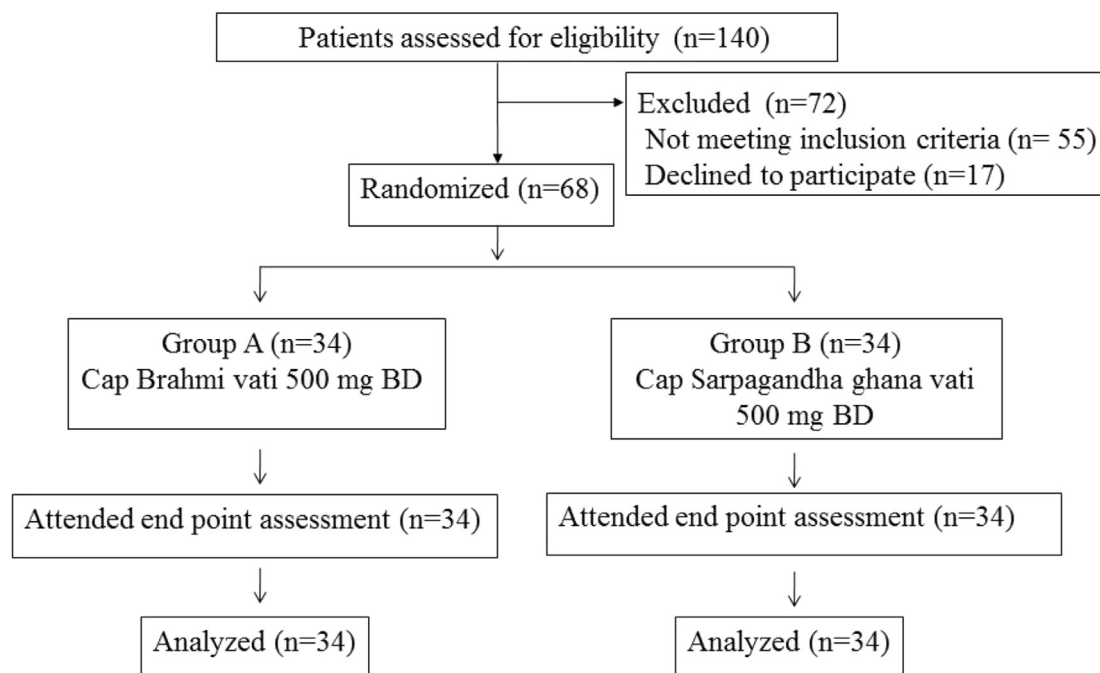 Patients assessed for eligibility (n=140)
Excluded (n=72)
Not meeting inclusion criteria (n= 55)
Declined to participate (n=17)
Randomized (n=68)
Group A (n=34)
Cap Brahmi vati 500 mg BD
Group B (n=34)
Cap Sarpagandha ghana vati
500 mg BD
Attended end point assessment (n=34)
Attended end point assessment (n=34)
Analyzed (n=34)
Analyzed (n=34)